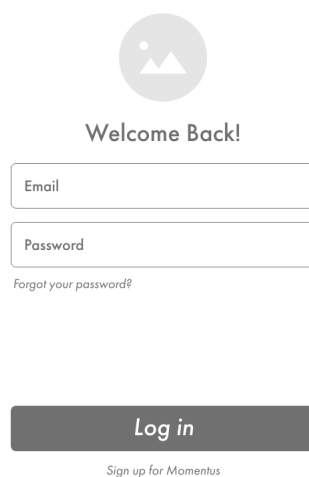 Welcome Back!
Email
Password
Forgot your password?
Log in
Sign up for Momentus